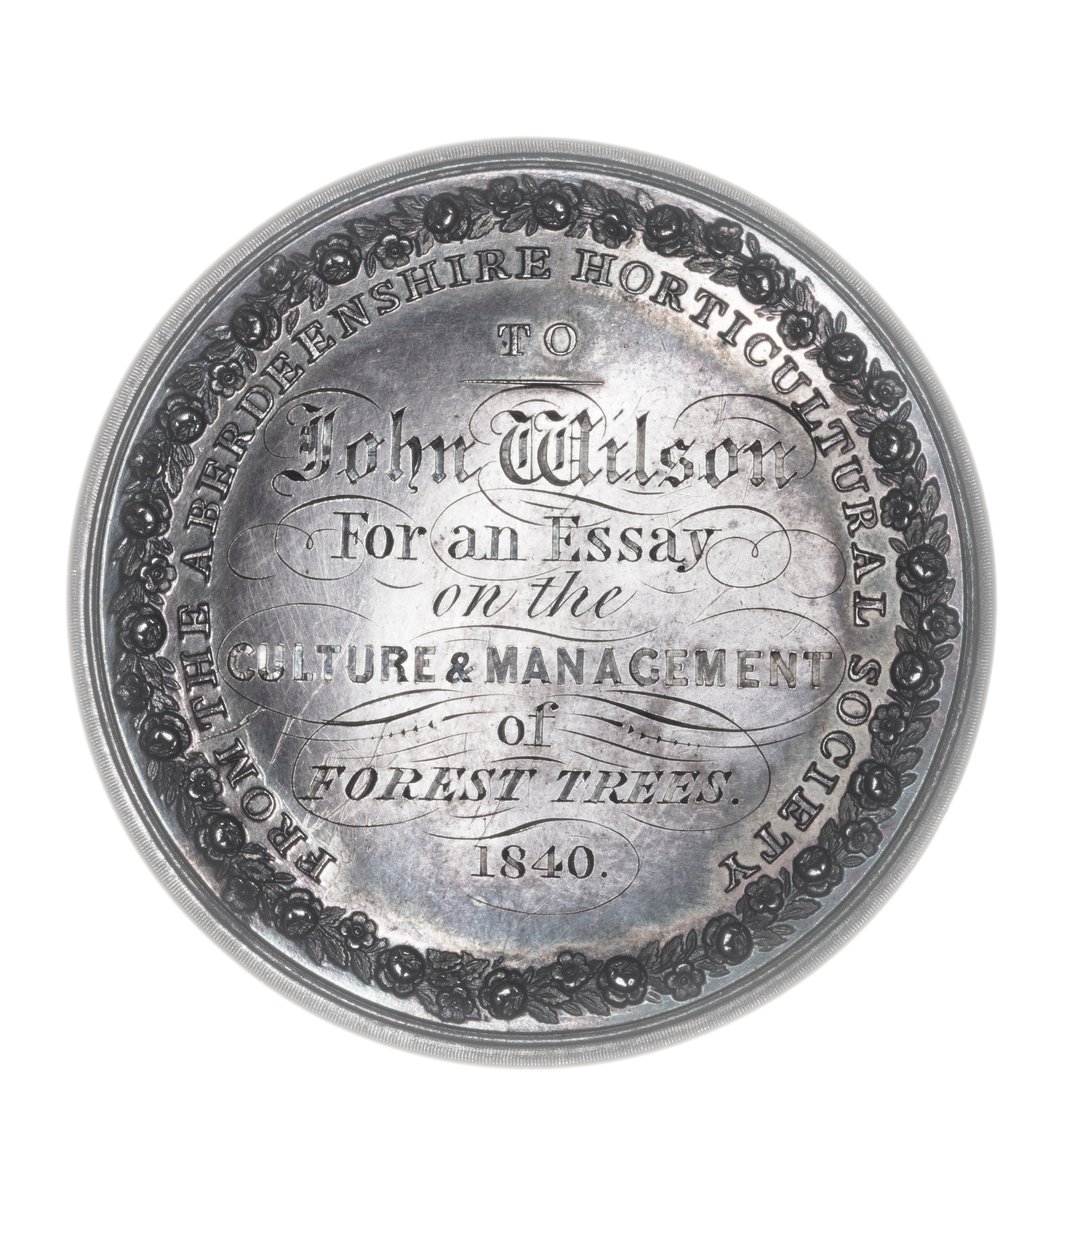 FROM THE ABERDEENSHIRE HORTICULTURAL SOCIETY
TO
John Wilson
For an Essay
on the
CULTURE & MANAGEMENT
of
FOREST TREES.
1840.